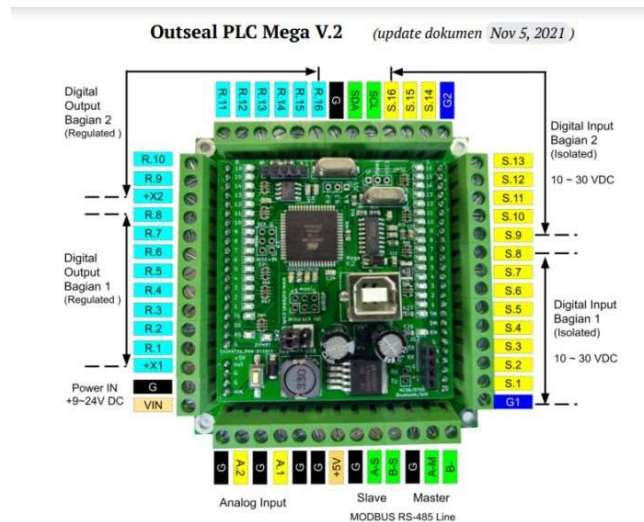 Outseal PLC Mega V.2 (update dokumen Nov 5, 2021 )
Digital
Output
Bagian 2
(Regulated )
R.11
R.12
R.13
R.14
R.15
R.16
G
SDA
SCL
S.16
S.15
S.14
G2
Digital Input
Bagian 2
(Isolated)
10 ~ 30 VDC
R.10
R.9
+X2
R.8
R.7
R.6
R.5
R.4
R.3
R.2
R.1
+X1
G
VIN
Digital
Output
Bagian 1
(Regulated )
Power IN
+9~24V DC
S.13
S.12
S.11
S.10
S.9
S.8
S.7
S.6
S.5
S.4
S.3
S.2
S.1
G1
Digital Input
Bagian 1
(Isolated)
10 ~ 30 VDC
G
A.2
G
A.1
G
G
+5V
G
A-S
B-S
G
A-M
B-
Analog Input
Slave
Master
MODBUS RS-485 Line